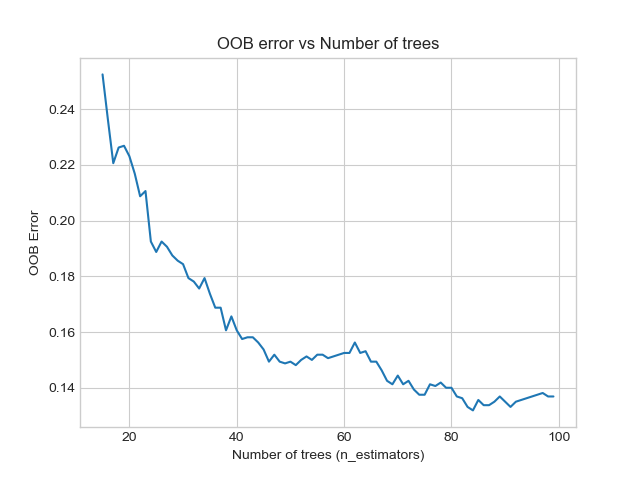 OOB error vs Number of trees
OOB Error
0.24
0.22
0.20
0.18
0.16
0.14
20 40 60 80 100
Number of trees (n_estimators)